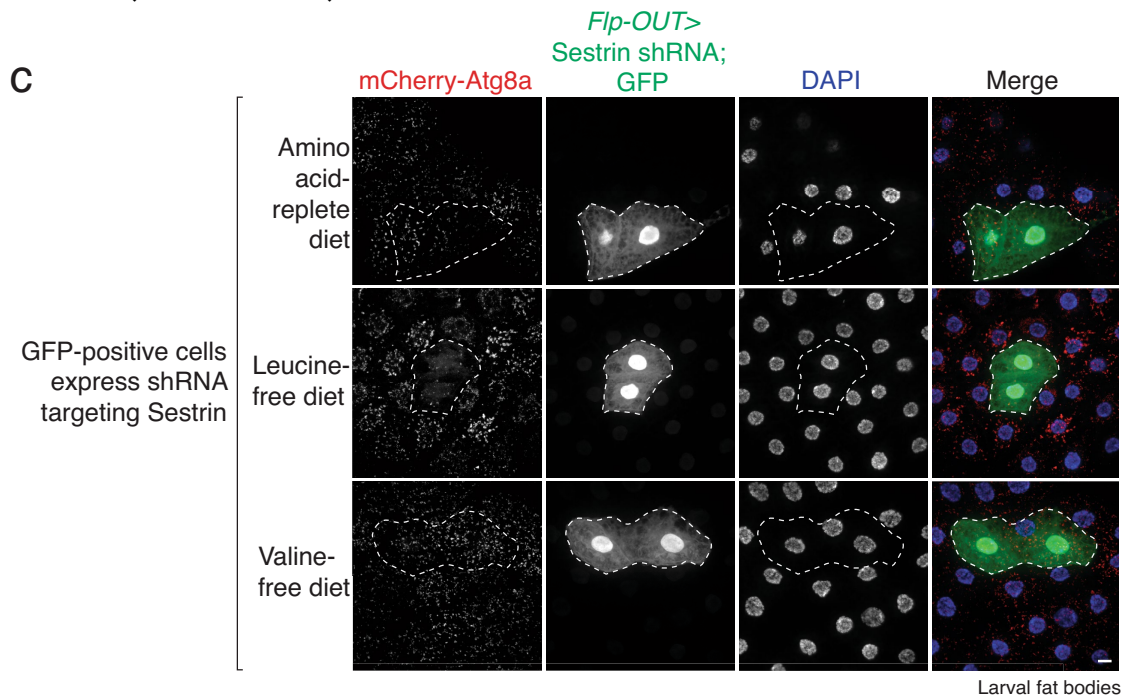 C
mCherry-Atg8a
Flp-OUT>
Sestrin shRNA;
GFP
DAPI
Merge
GFP-positive cells
express shRNA
targeting Sestrin
Amino
acid-
replete
diet
Leucine-
free diet
Valine-
free diet
Larval fat bodies